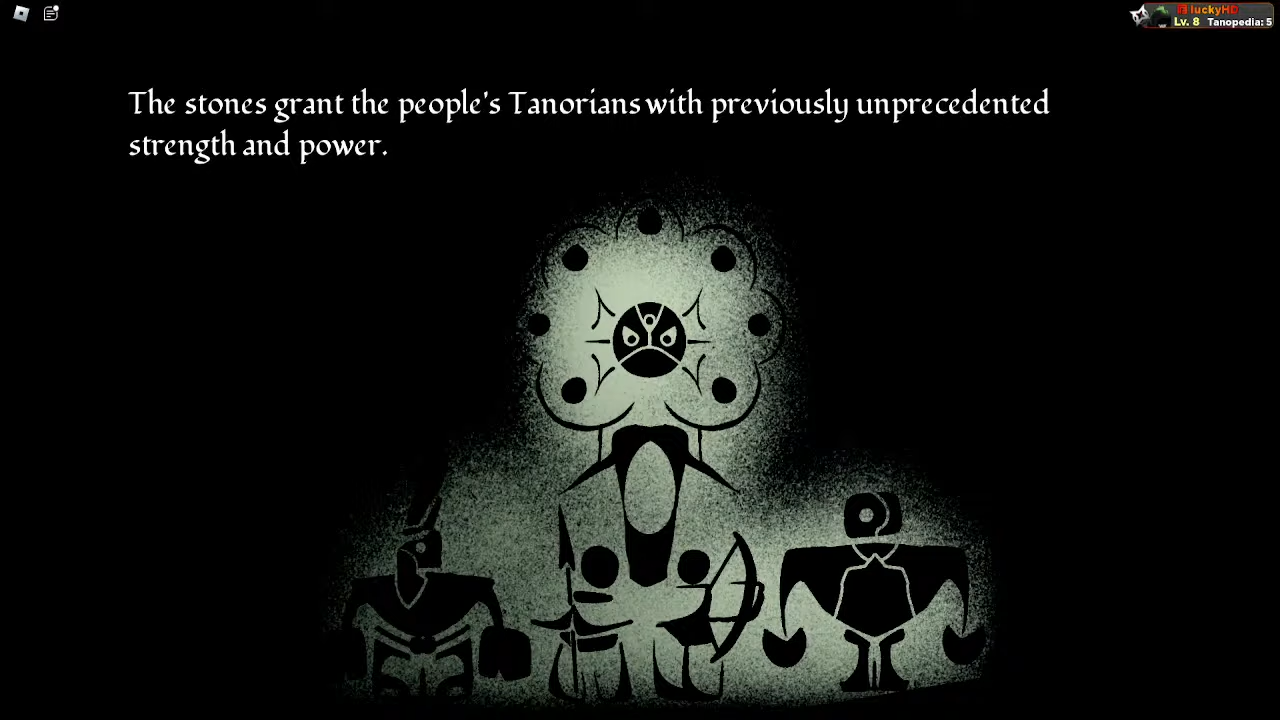 luckyHD
Lv. 8 Tanopedia: 5
The stones grant the people's Tanorians with previously unprecedented
strength and power.